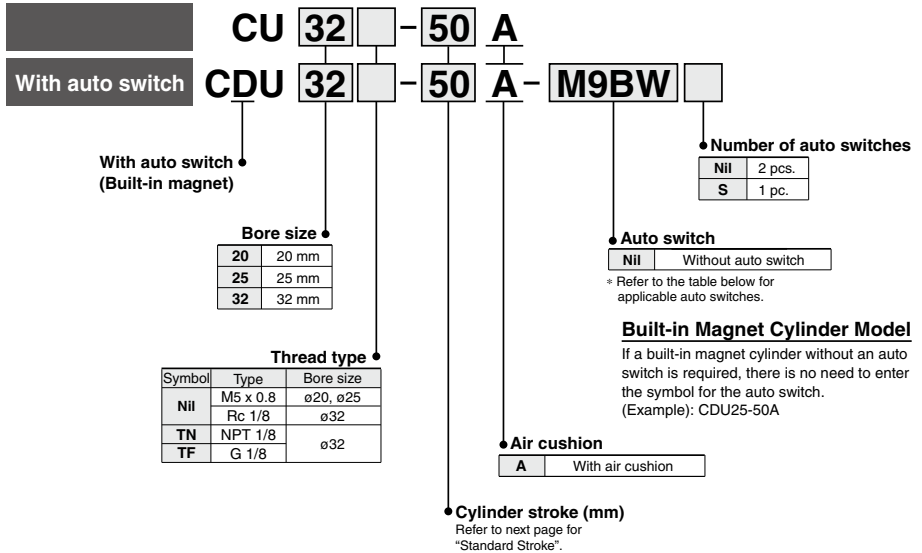 CU 32 - 50 A
With auto switch CDU 32 - 50 A - M9BW
With auto switch
(Built-in magnet)
Number of auto switches
Nil 2 pcs.
S 1 pc.
Bore size
20 20 mm
25 25 mm
32 32 mm
Auto switch
Nil Without auto switch
* Refer to the table below for
applicable auto switches.
Built-in Magnet Cylinder Model
If a built-in magnet cylinder without an auto
switch is required, there is no need to enter
the symbol for the auto switch.
(Example): CDU25-50A
Thread type
Symbol Type Bore size
Nil M5 x 0.8 ø20, ø25
Rc 1/8 ø32
TN NPT 1/8 ø32
TF G 1/8
Air cushion
A With air cushion
Cylinder stroke (mm)
Refer to next page for
“Standard Stroke”.